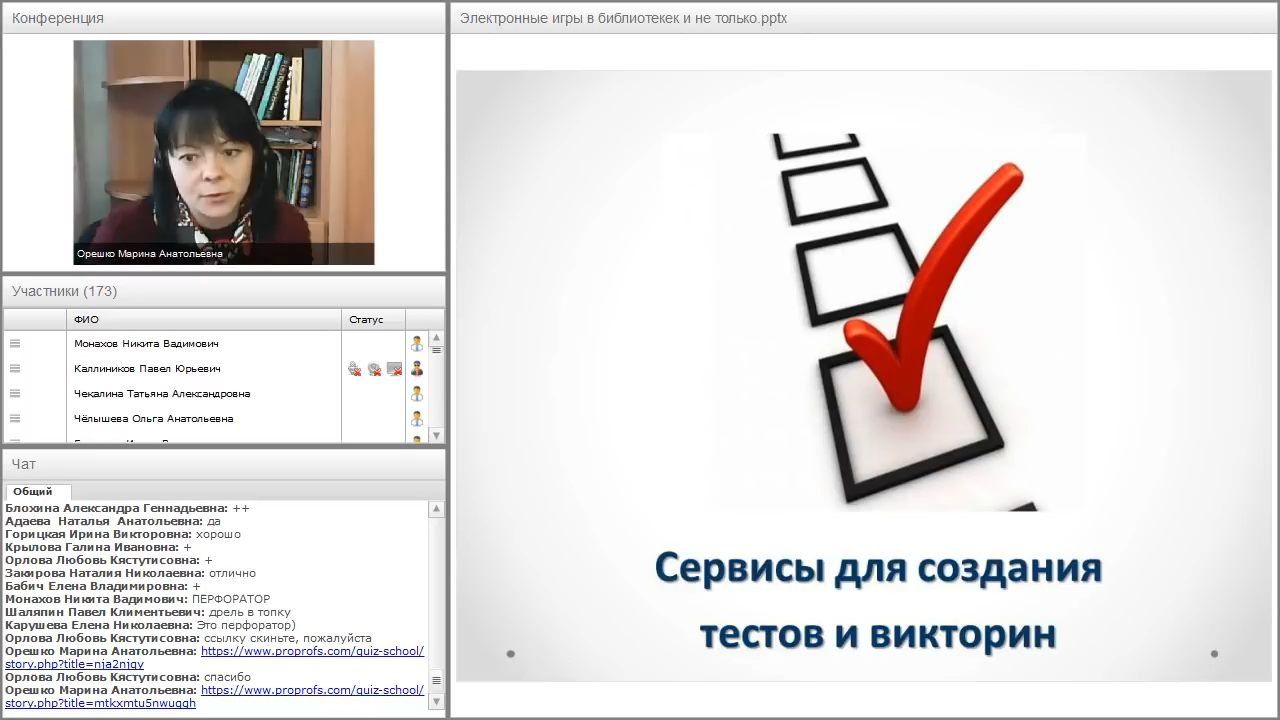 Конференция
Орешко Марина Анатольевна
Участники (173)
ФИО
Статус
Монахов Никита Вадимович
Каллиников Павел Юрьевич
Чекалина Татьяна Александровна
Чёлышева Ольга Анатольевна
Чат
Общий
Блохина Александра Геннадьевна: ++
Адаева Наталья Анатольевна: да
Горицкая Ирина Викторовна: хорошо
Крылова Галина Ивановна: +
Орлова Любовь Кястутисовна: +
Закирова Наталия Николаевна: отлично
Бабич Елена Владимировна: +
Монахов Никита Вадимович: ПЕРФОРАТОР
Шаляпин Павел Климентьевич: дрель в топку
Карушева Елена Николаевна: Это перфоратор)
Орлова Любовь Кястутисовна: ссылку скиньте, пожалуйста
Орешко Марина Анатольевна: https://www.proprofs.com/quiz-school/
story.php?title=nja2njgy
Орлова Любовь Кястутисовна: спасибо
Орешко Марина Анатольевна: https://www.proprofs.com/quiz-school/
story.php?title=mtkxmtu5nwuqgh
Электронные игры в библиотекек и не только.pptx
Сервисы для создания
тестов и викторин